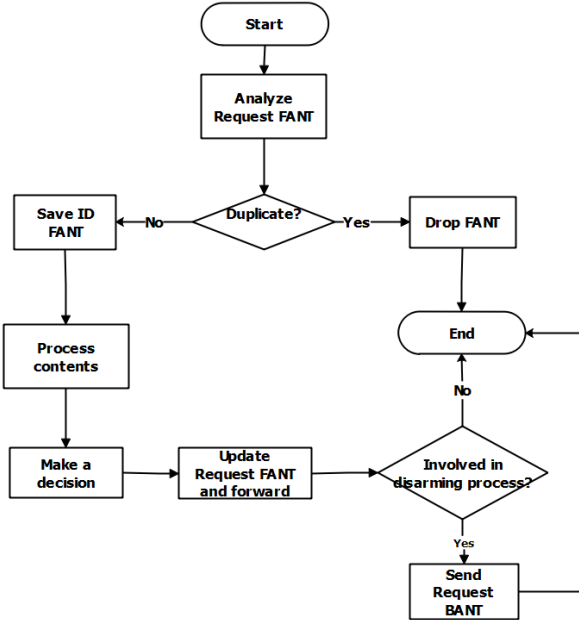 Start
Analyze
Request FANT
Duplicate?
No
Yes
Save ID
FANT
Drop FANT
Process
contents
End
No
Make a
decision
Update
Request FANT
and forward
Involved in
disarming process?
Yes
Send
Request
BANT